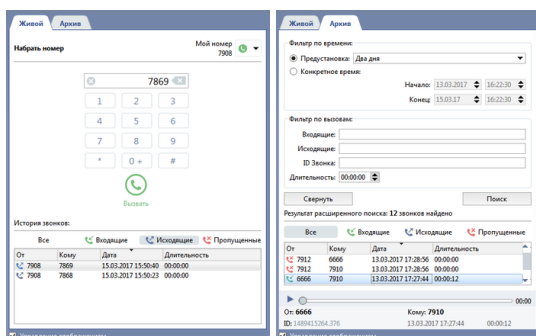 Живой Архив
Набрать номер
Мой номер
7908
7869
1 2 3
4 5 6
7 8 9
* 0 + #
Вызвать
История звонков:
Все Входящие Исходящие Пропущенные
От Кому Дата Длительность
7908 7869 15.03.2017 15:50:40 00:00:00
7908 7868 15.03.2017 15:50:23 00:00:00
Управление отображением
Живой Архив
Фильтр по времени:
Предустановка: Два дня
Конкретное время:
Начало: 13.03.2017 16:22:30
Конец: 15.03.17 16:22:30
Фильтр по вызовам:
Входящие:
Исходящие:
ID Звонка:
Длительность: 00:00:00
Свернуть Поиск
Результат расширенного поиска: 12 звонков найдено
Все Входящие Исходящие Пропущенные
От Кому Дата Длительность
7912 6666 13.03.2017 17:28:56 00:00:00
7912 7910 13.03.2017 17:28:56 00:00:00
6666 7910 13.03.2017 17:27:44 00:00:12
00:00
От: 6666 Кому: 7910
ID: 1489415264.376 13.03.2017 17:27:44 00:00:12
Управление отображением